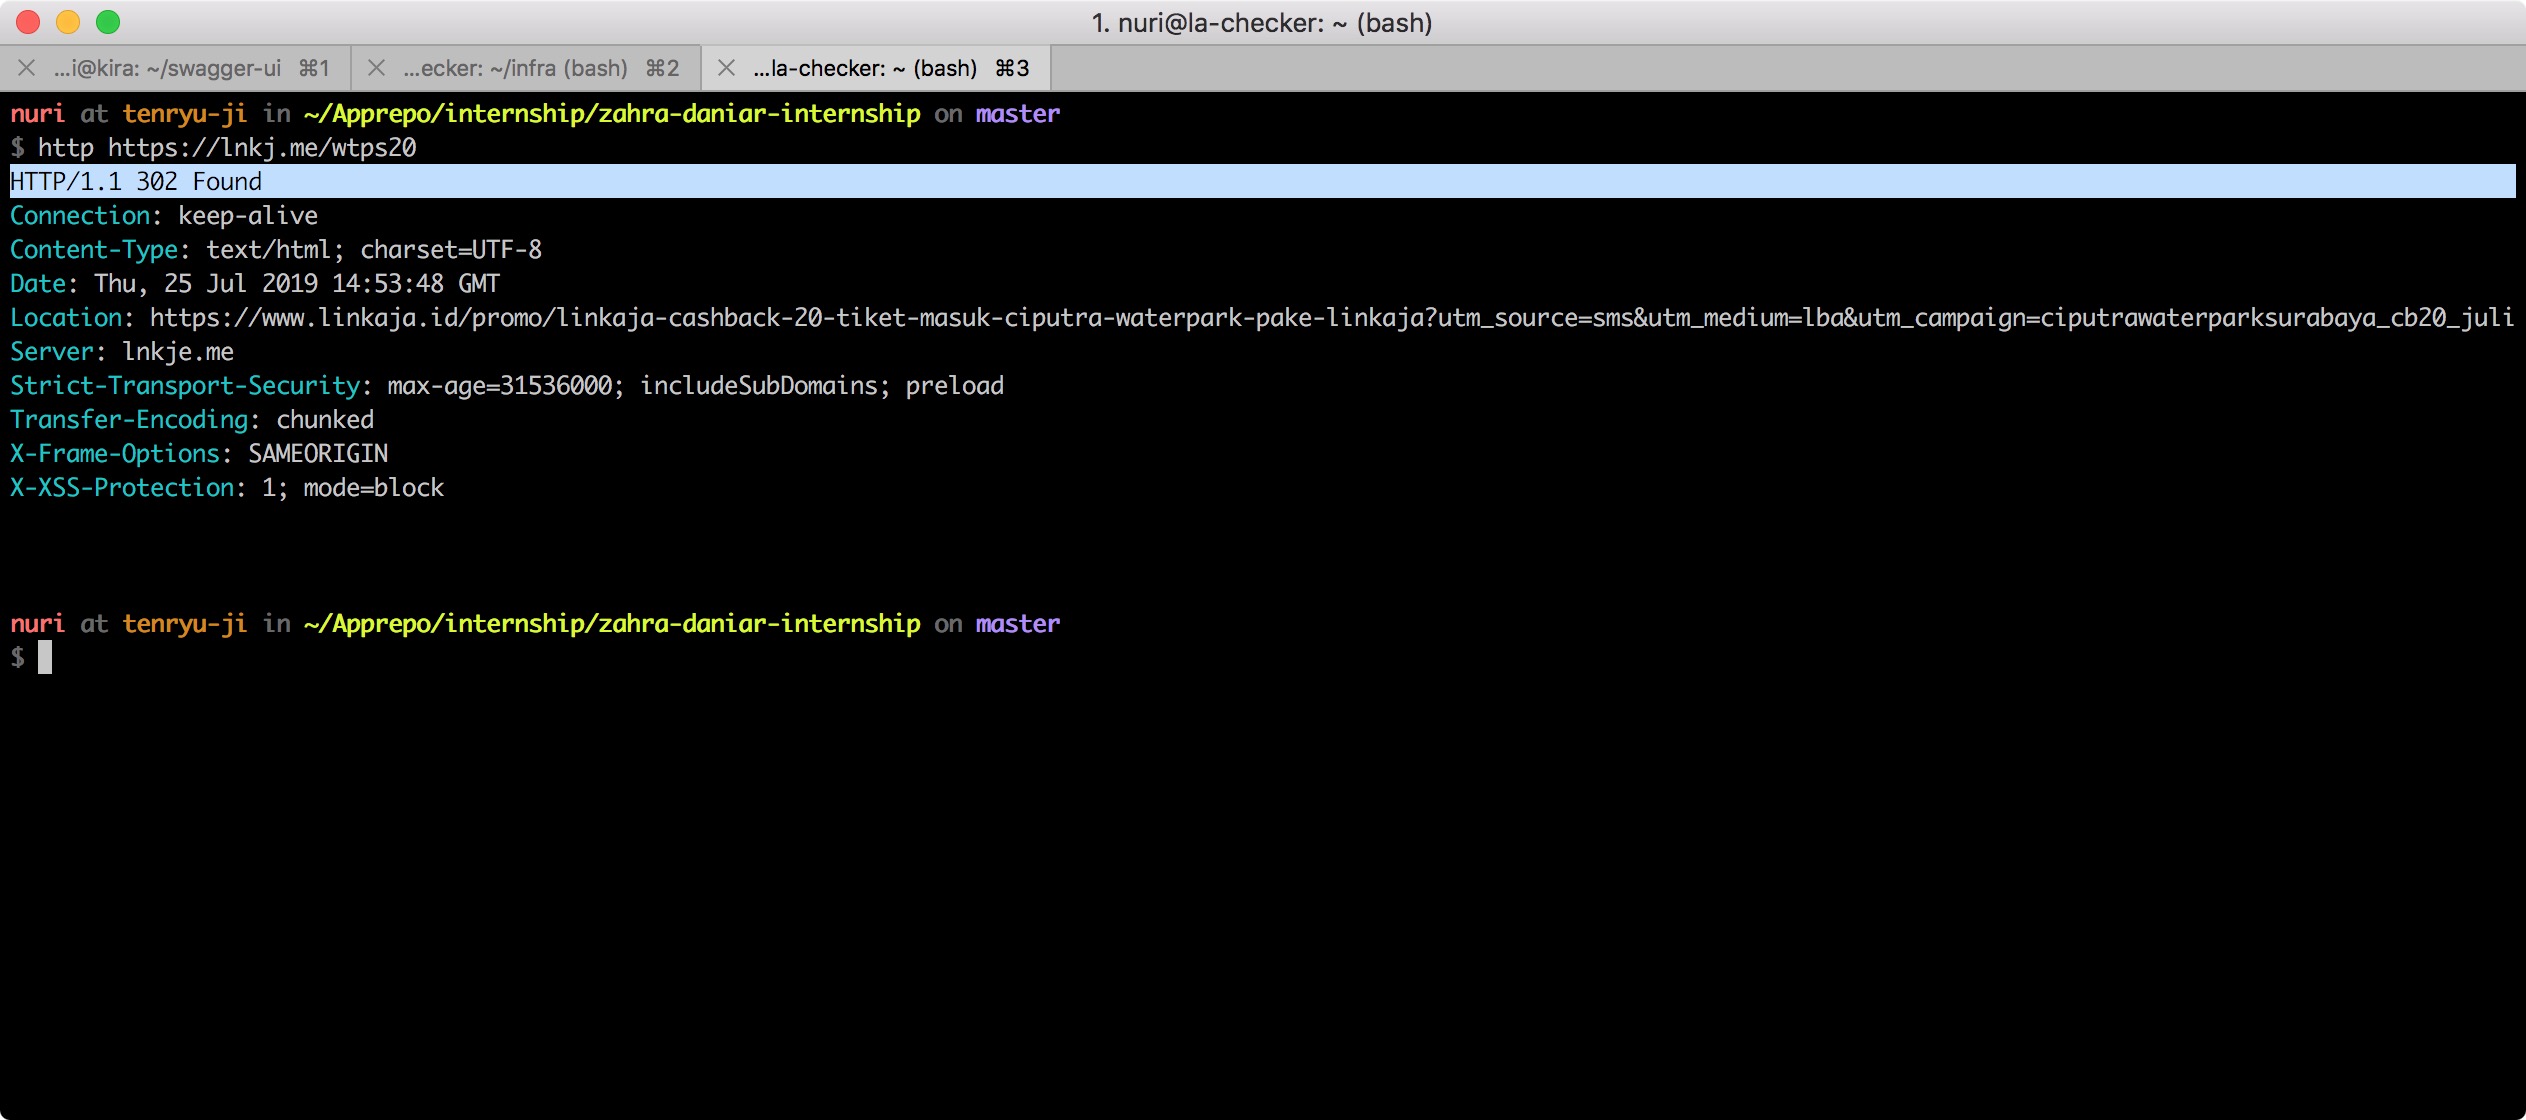 1. nuri@la-checker: ~ (bash)
...i@kira: ~/swagger-ui ⌘1 ...ecker: ~/infra (bash) ⌘2 ...la-checker: ~ (bash) ⌘3
nuri at tenryu-ji in ~/Apprepo/internship/zahra-daniar-internship on master
$ http https://lnkj.me/wtps20
HTTP/1.1 302 Found
Connection: keep-alive
Content-Type: text/html; charset=UTF-8
Date: Thu, 25 Jul 2019 14:53:48 GMT
Location: https://www.linkaja.id/promo/linkaja-cashback-20-tiket-masuk-ciputra-waterpark-pake-linkaja?utm_source=sms&utm_medium=lba&utm_campaign=ciputrawaterparksurabaya_cb20_juli
Server: lnkje.me
Strict-Transport-Security: max-age=31536000; includeSubDomains; preload
Transfer-Encoding: chunked
X-Frame-Options: SAMEORIGIN
X-XSS-Protection: 1; mode=block
nuri at tenryu-ji in ~/Apprepo/internship/zahra-daniar-internship on master
$